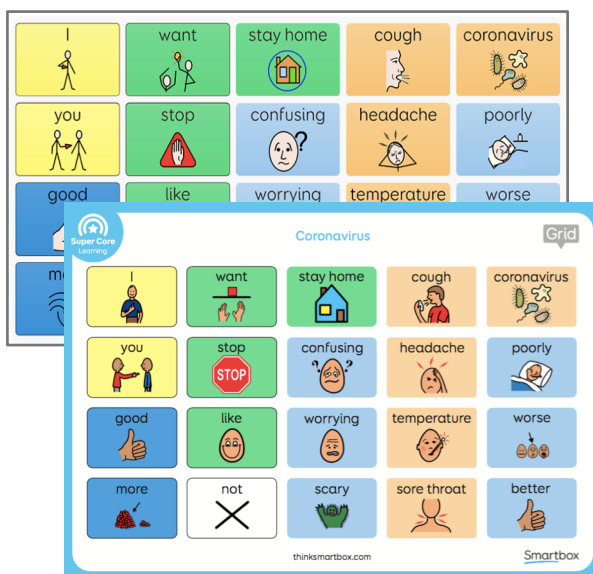 I want stay home cough coronavirus
you stop confusing headache poorly
good like worrying temperature worse
Super Core
Learning
Coronavirus
Grid
I want stay home cough coronavirus
you stop confusing headache poorly
STOP
good like worrying temperature worse
more not scary sore throat better
thinksmartbox.com
Smartbox